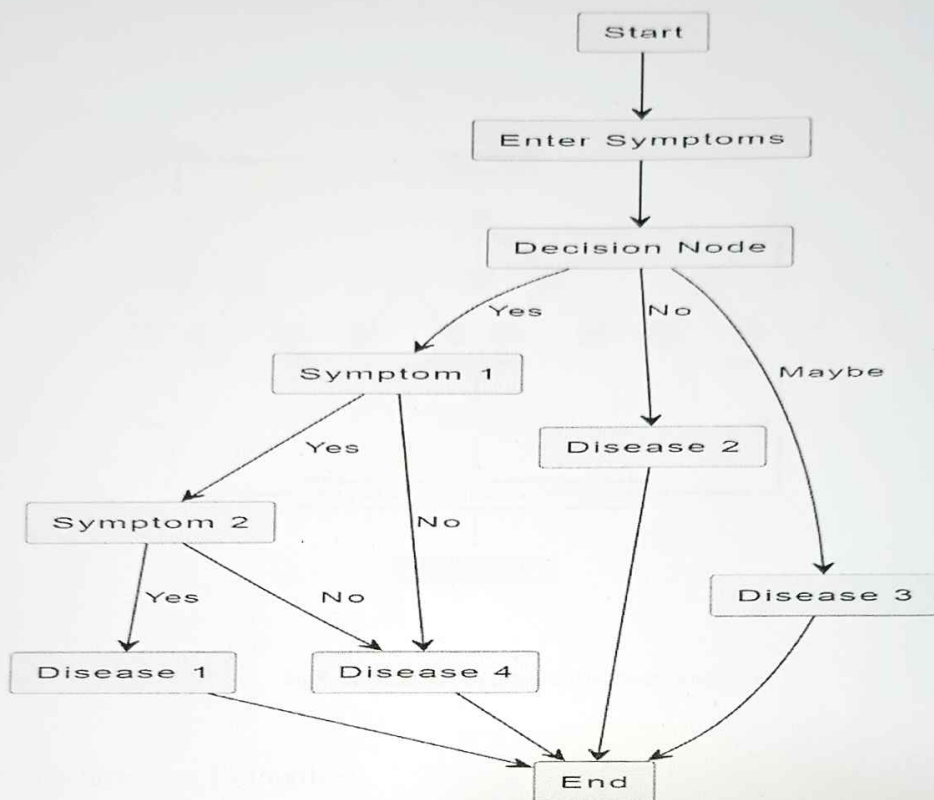 Start
Enter Symptoms
Decision Node
Yes
No
Maybe
Symptom 1
Disease 2
Yes
No
Symptom 2
Yes
No
Disease 3
Disease 1
Disease 4
End